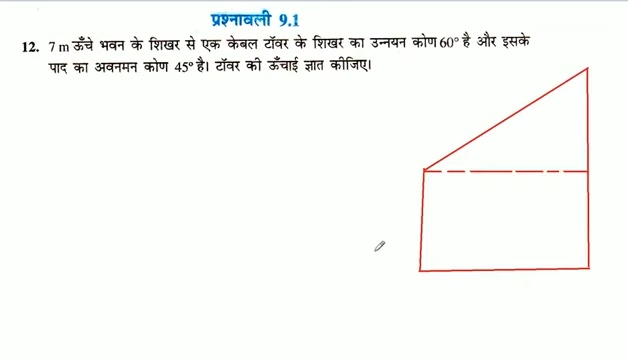 प्रश्नावली 9.1
12. 7 m ऊँचे भवन के शिखर से एक केबल टॉवर के शिखर का उन्नयन कोण 60° है और इसके
पाद का अवनमन कोण 45° है। टॉवर की ऊँचाई ज्ञात कीजिए।